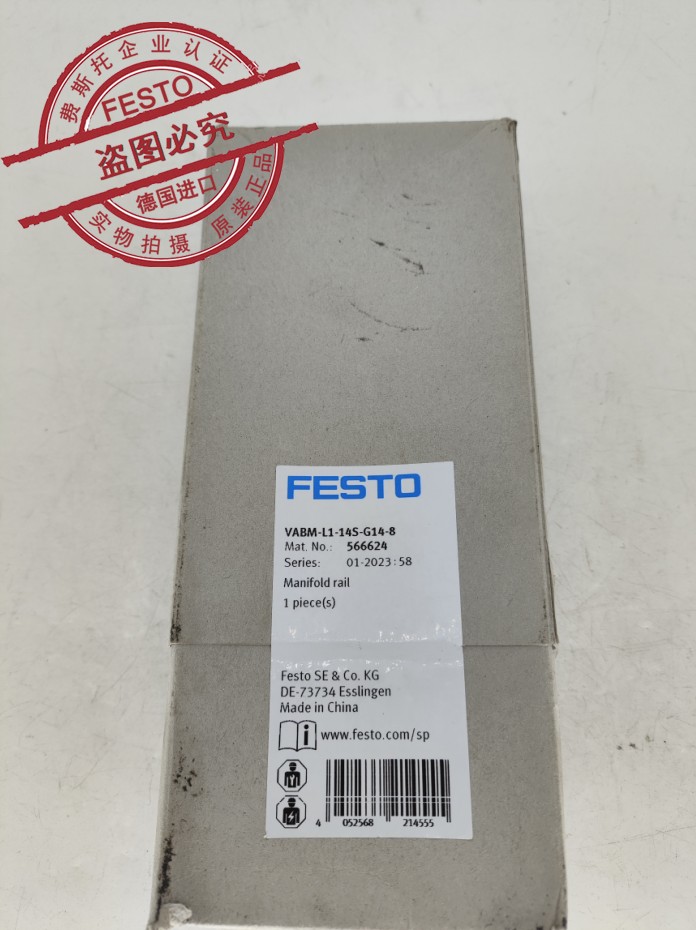 费斯托企业认证
FESTO
盗图必究
德国进口
实物拍摄 原装正品
FESTO
VABM-L1-14S-G14-8
Mat. No.: 566624
Series: 01-2023:58
Manifold rail
1 piece(s)
Festo SE & Co. KG
DE-73734 Esslingen
Made in China
www.festo.com/sp
4 052568 214555